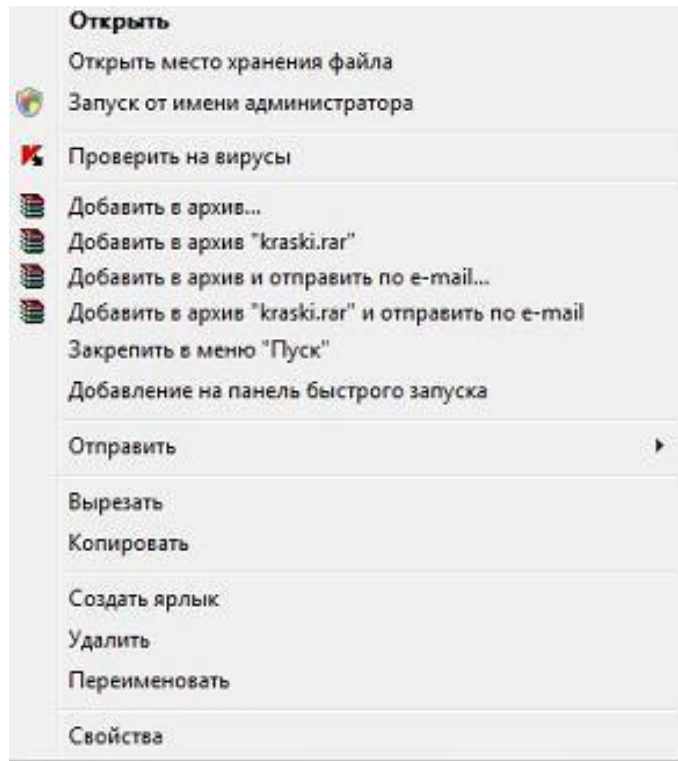 Открыть
Открыть место хранения файла
Запуск от имени администратора
Проверить на вирусы
Добавить в архив...
Добавить в архив "kraski.rar"
Добавить в архив и отправить по e-mail...
Добавить в архив "kraski.rar" и отправить по e-mail
Закрепить в меню "Пуск"
Добавление на панель быстрого запуска
Отправить
Вырезать
Копировать
Создать ярлык
Удалить
Переименовать
Свойства